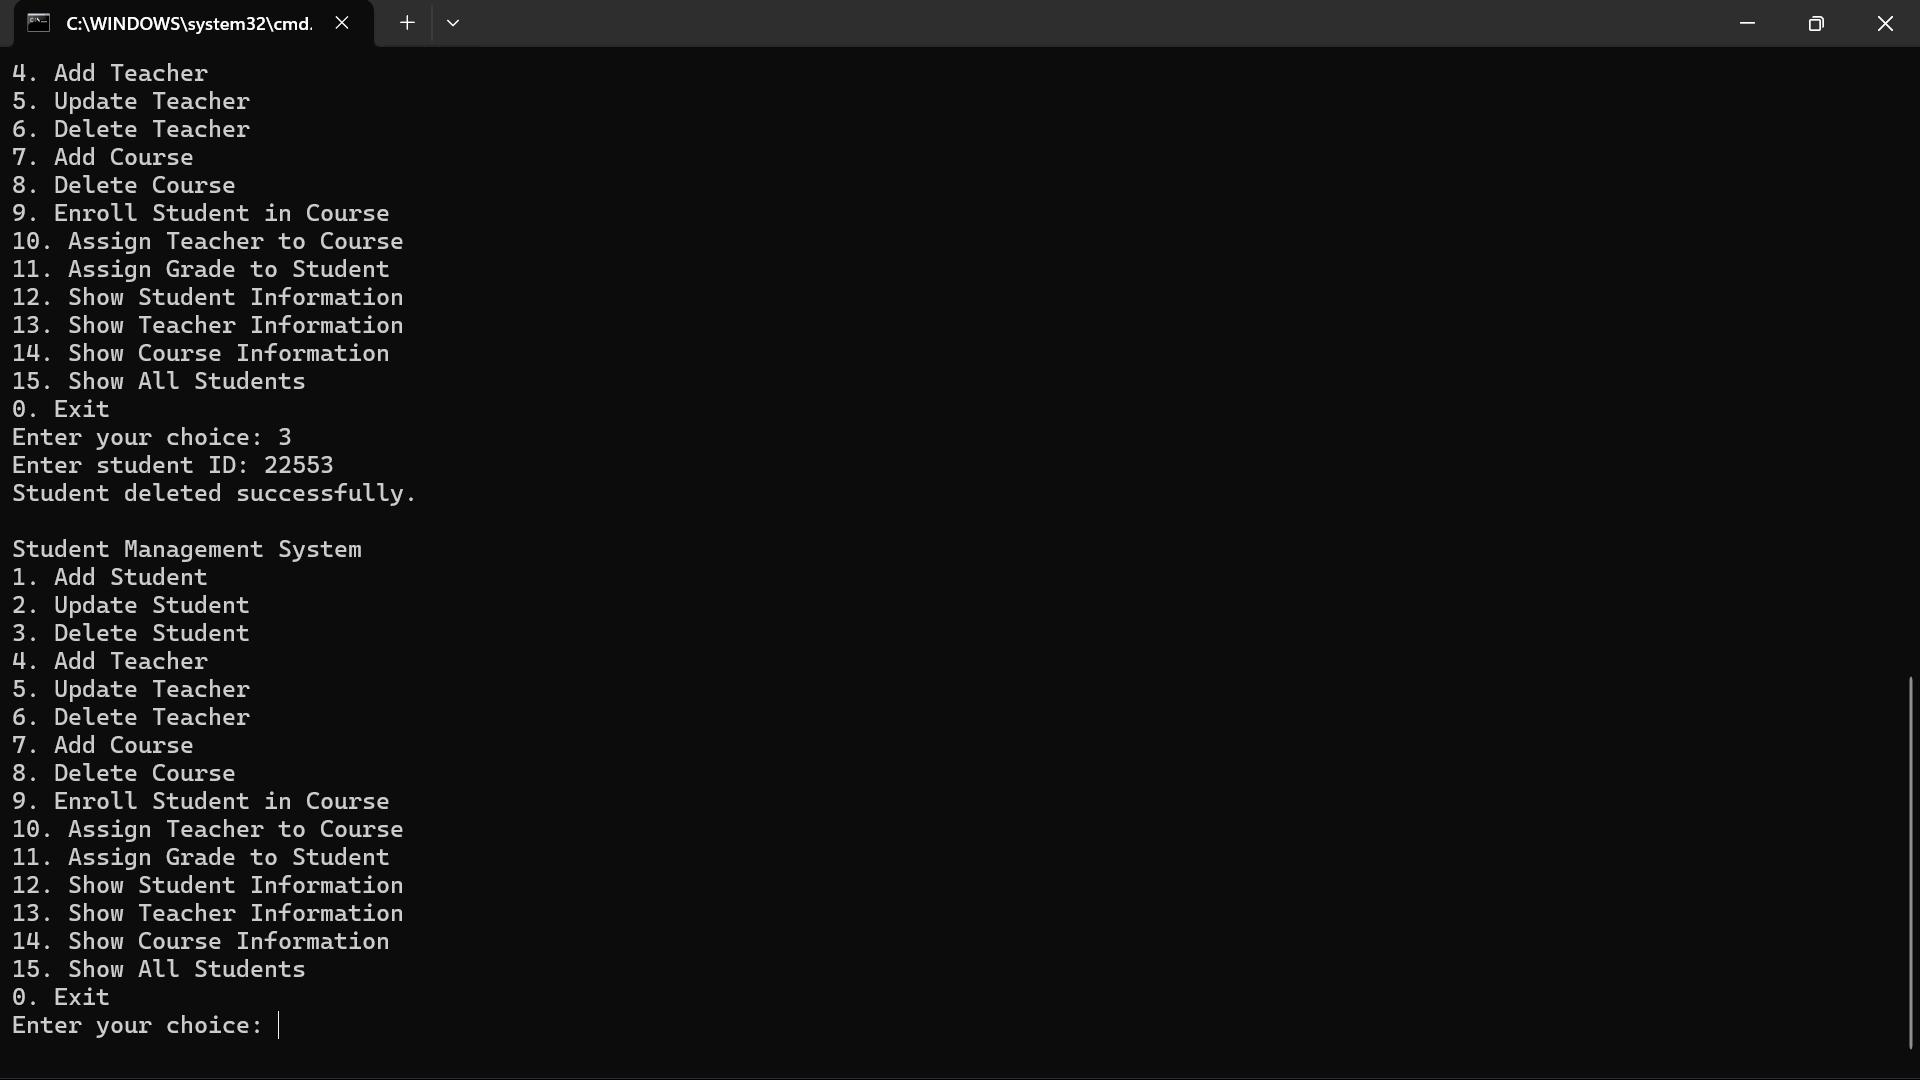 C:\WINDOWS\system32\cmd.
4. Add Teacher
5. Update Teacher
6. Delete Teacher
7. Add Course
8. Delete Course
9. Enroll Student in Course
10. Assign Teacher to Course
11. Assign Grade to Student
12. Show Student Information
13. Show Teacher Information
14. Show Course Information
15. Show All Students
0. Exit
Enter your choice: 3
Enter student ID: 22553
Student deleted successfully.
Student Management System
1. Add Student
2. Update Student
3. Delete Student
4. Add Teacher
5. Update Teacher
6. Delete Teacher
7. Add Course
8. Delete Course
9. Enroll Student in Course
10. Assign Teacher to Course
11. Assign Grade to Student
12. Show Student Information
13. Show Teacher Information
14. Show Course Information
15. Show All Students
0. Exit
Enter your choice: